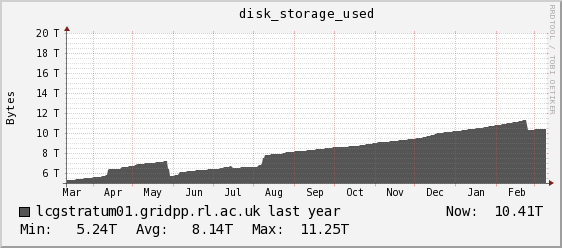 disk_storage_used
20 T
18 T
16 T
14 T
12 T
10 T
8 T
6 T
Bytes
Mar Apr May Jun Jul Aug Sep Oct Nov Dec Jan Feb
lcgstratum01.gridpp.rl.ac.uk last year Now: 10.41T
Min: 5.24T Avg: 8.14T Max: 11.25T
RRDTOOL / TOBI OETIKER